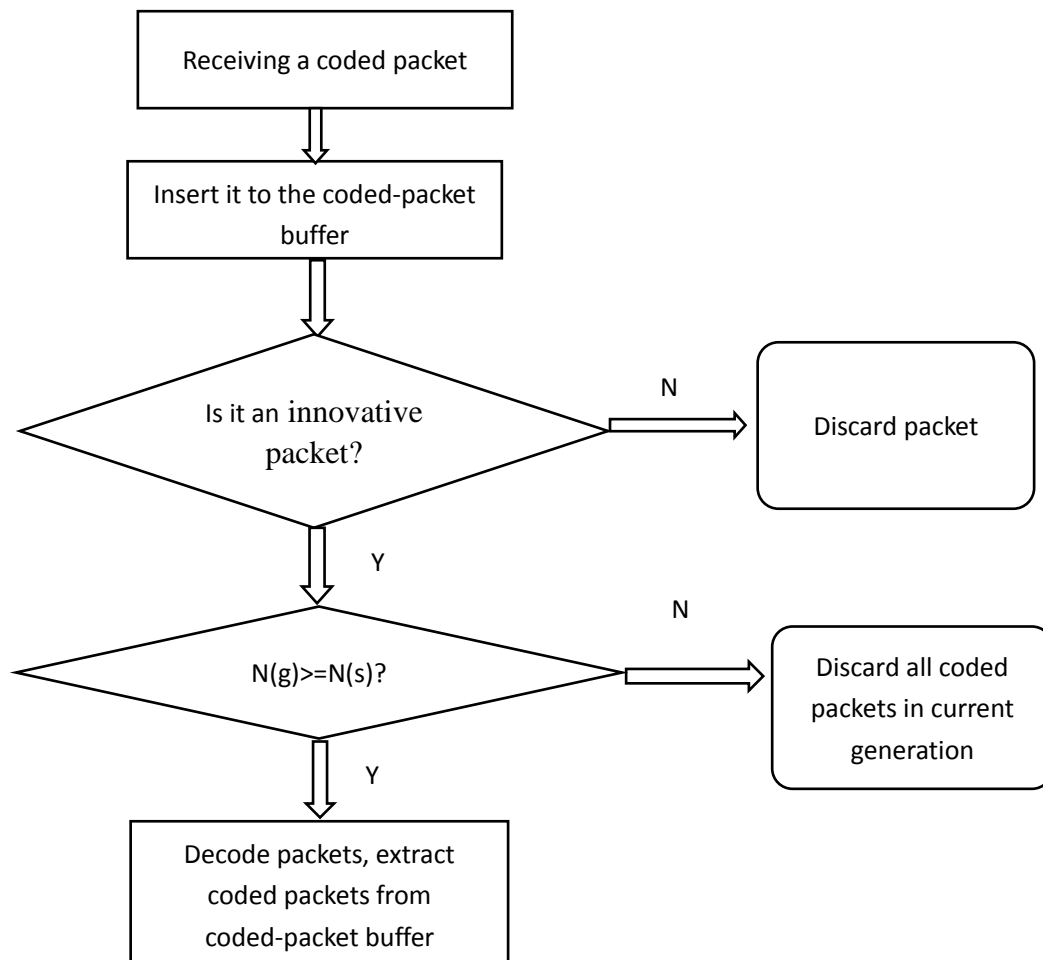 Receiving a coded packet
Insert it to the coded-packet
buffer
Is it an innovative
packet?
N
Discard packet
Y
N(g)>=N(s)?
N
Discard all coded
packets in current
generation
Y
Decode packets, extract
coded packets from
coded-packet buffer